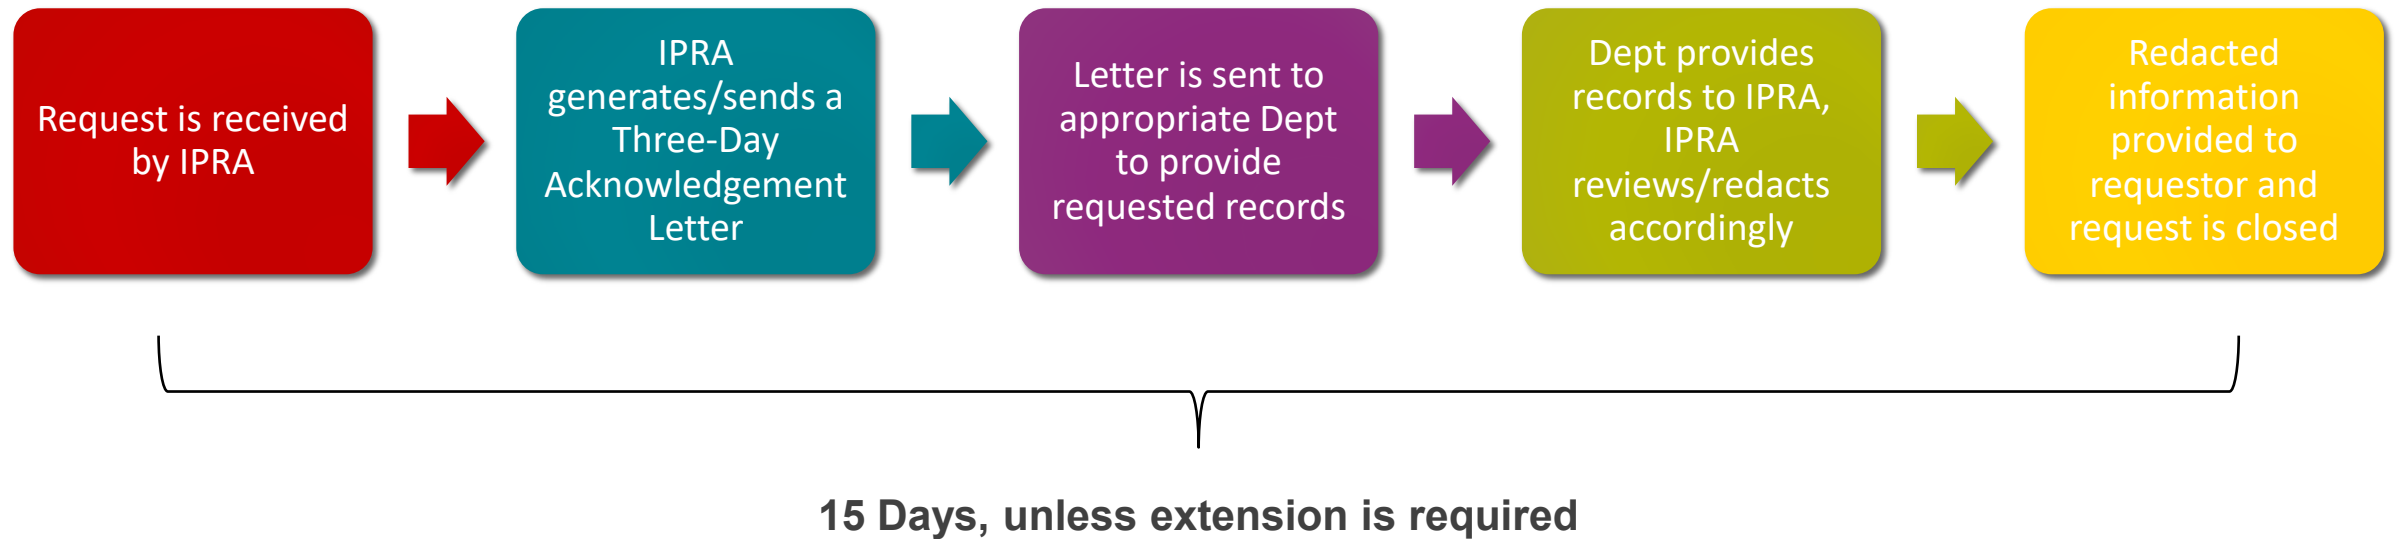 Request is received
by IPRA
IPRA
generates/sends a
Three-Day
Acknowledgement
Letter
Letter is sent to
appropriate Dept
to provide
requested records
Dept provides
records to IPRA,
IPRA
reviews/redacts
accordingly
Redacted
information
provided to
requestor and
request is closed
15 Days, unless extension is required